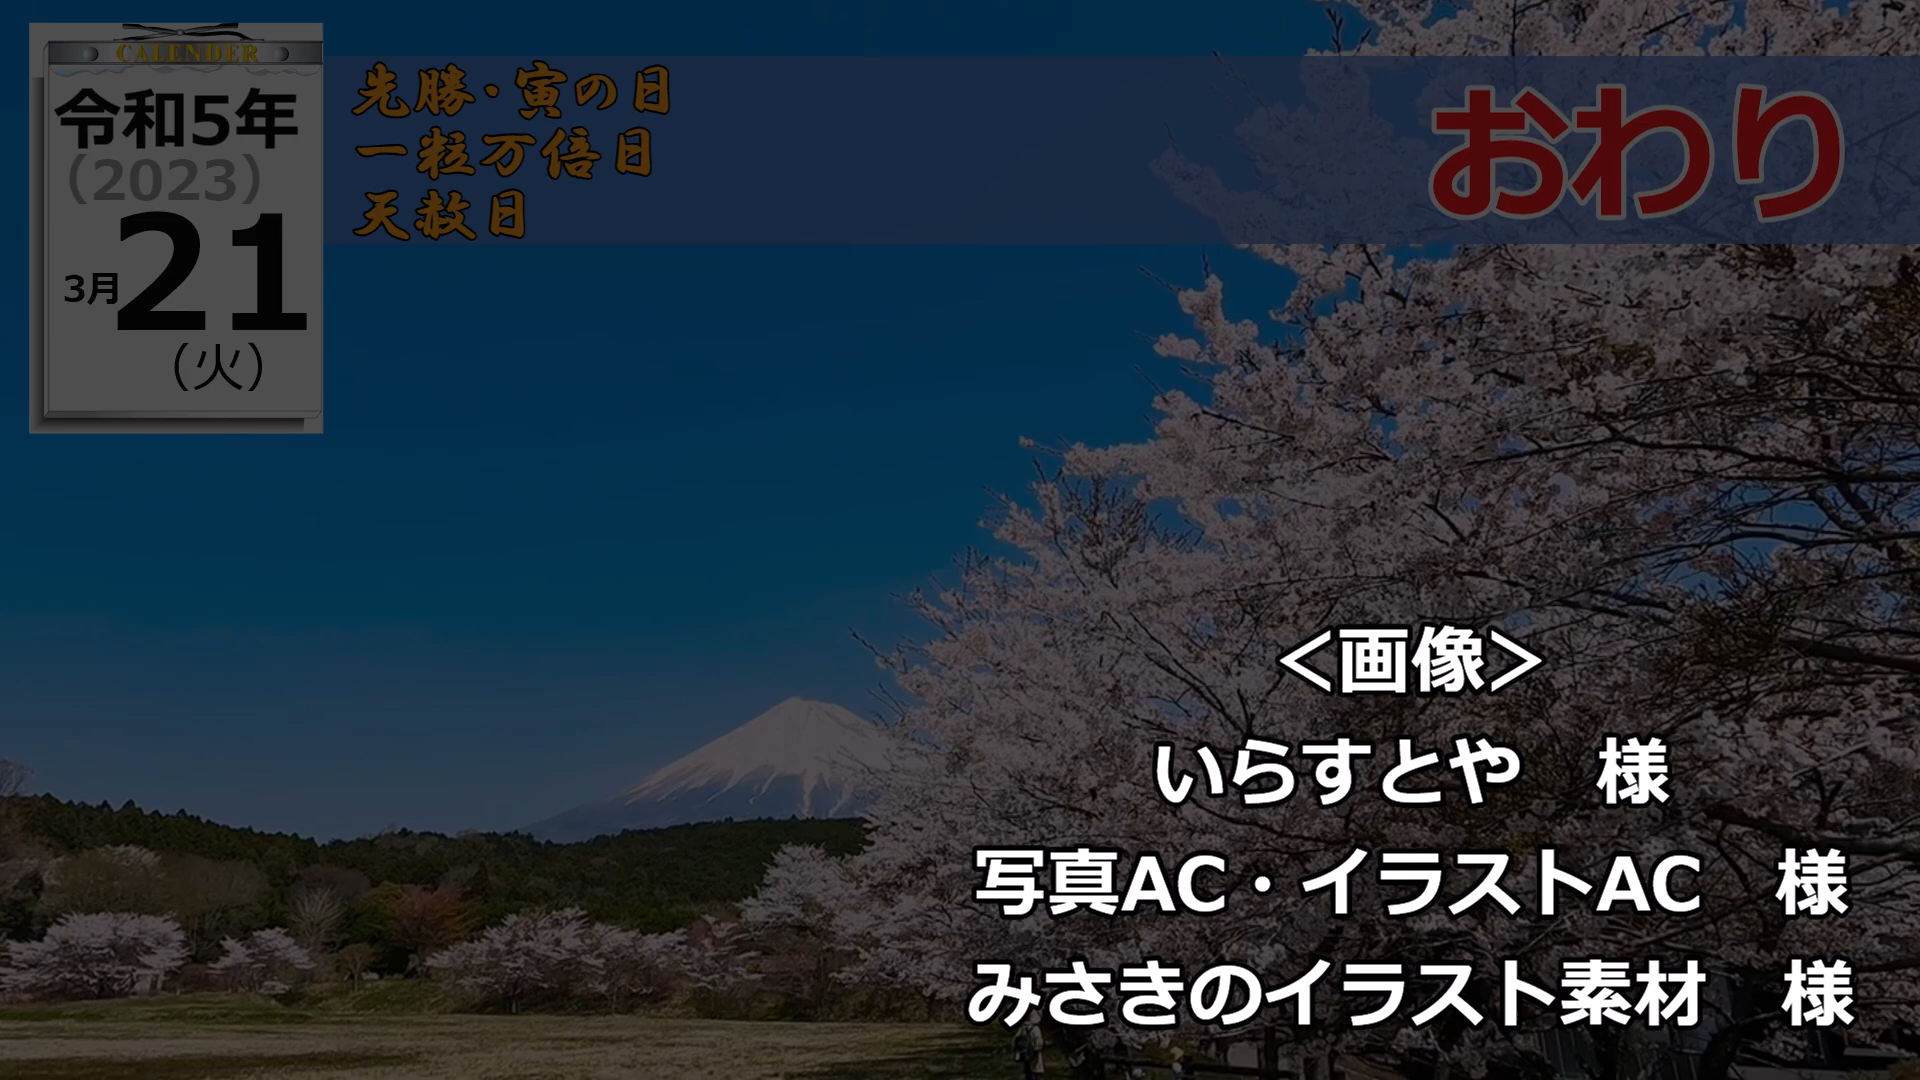 CALENDER
令和5年
（2023）
3月21
（火）
先勝・寅の日
一粒万倍日
天赦日
おわり
＜画像＞
いらすとや　様
写真AC・イラストAC　様
みさきのイラスト素材　様